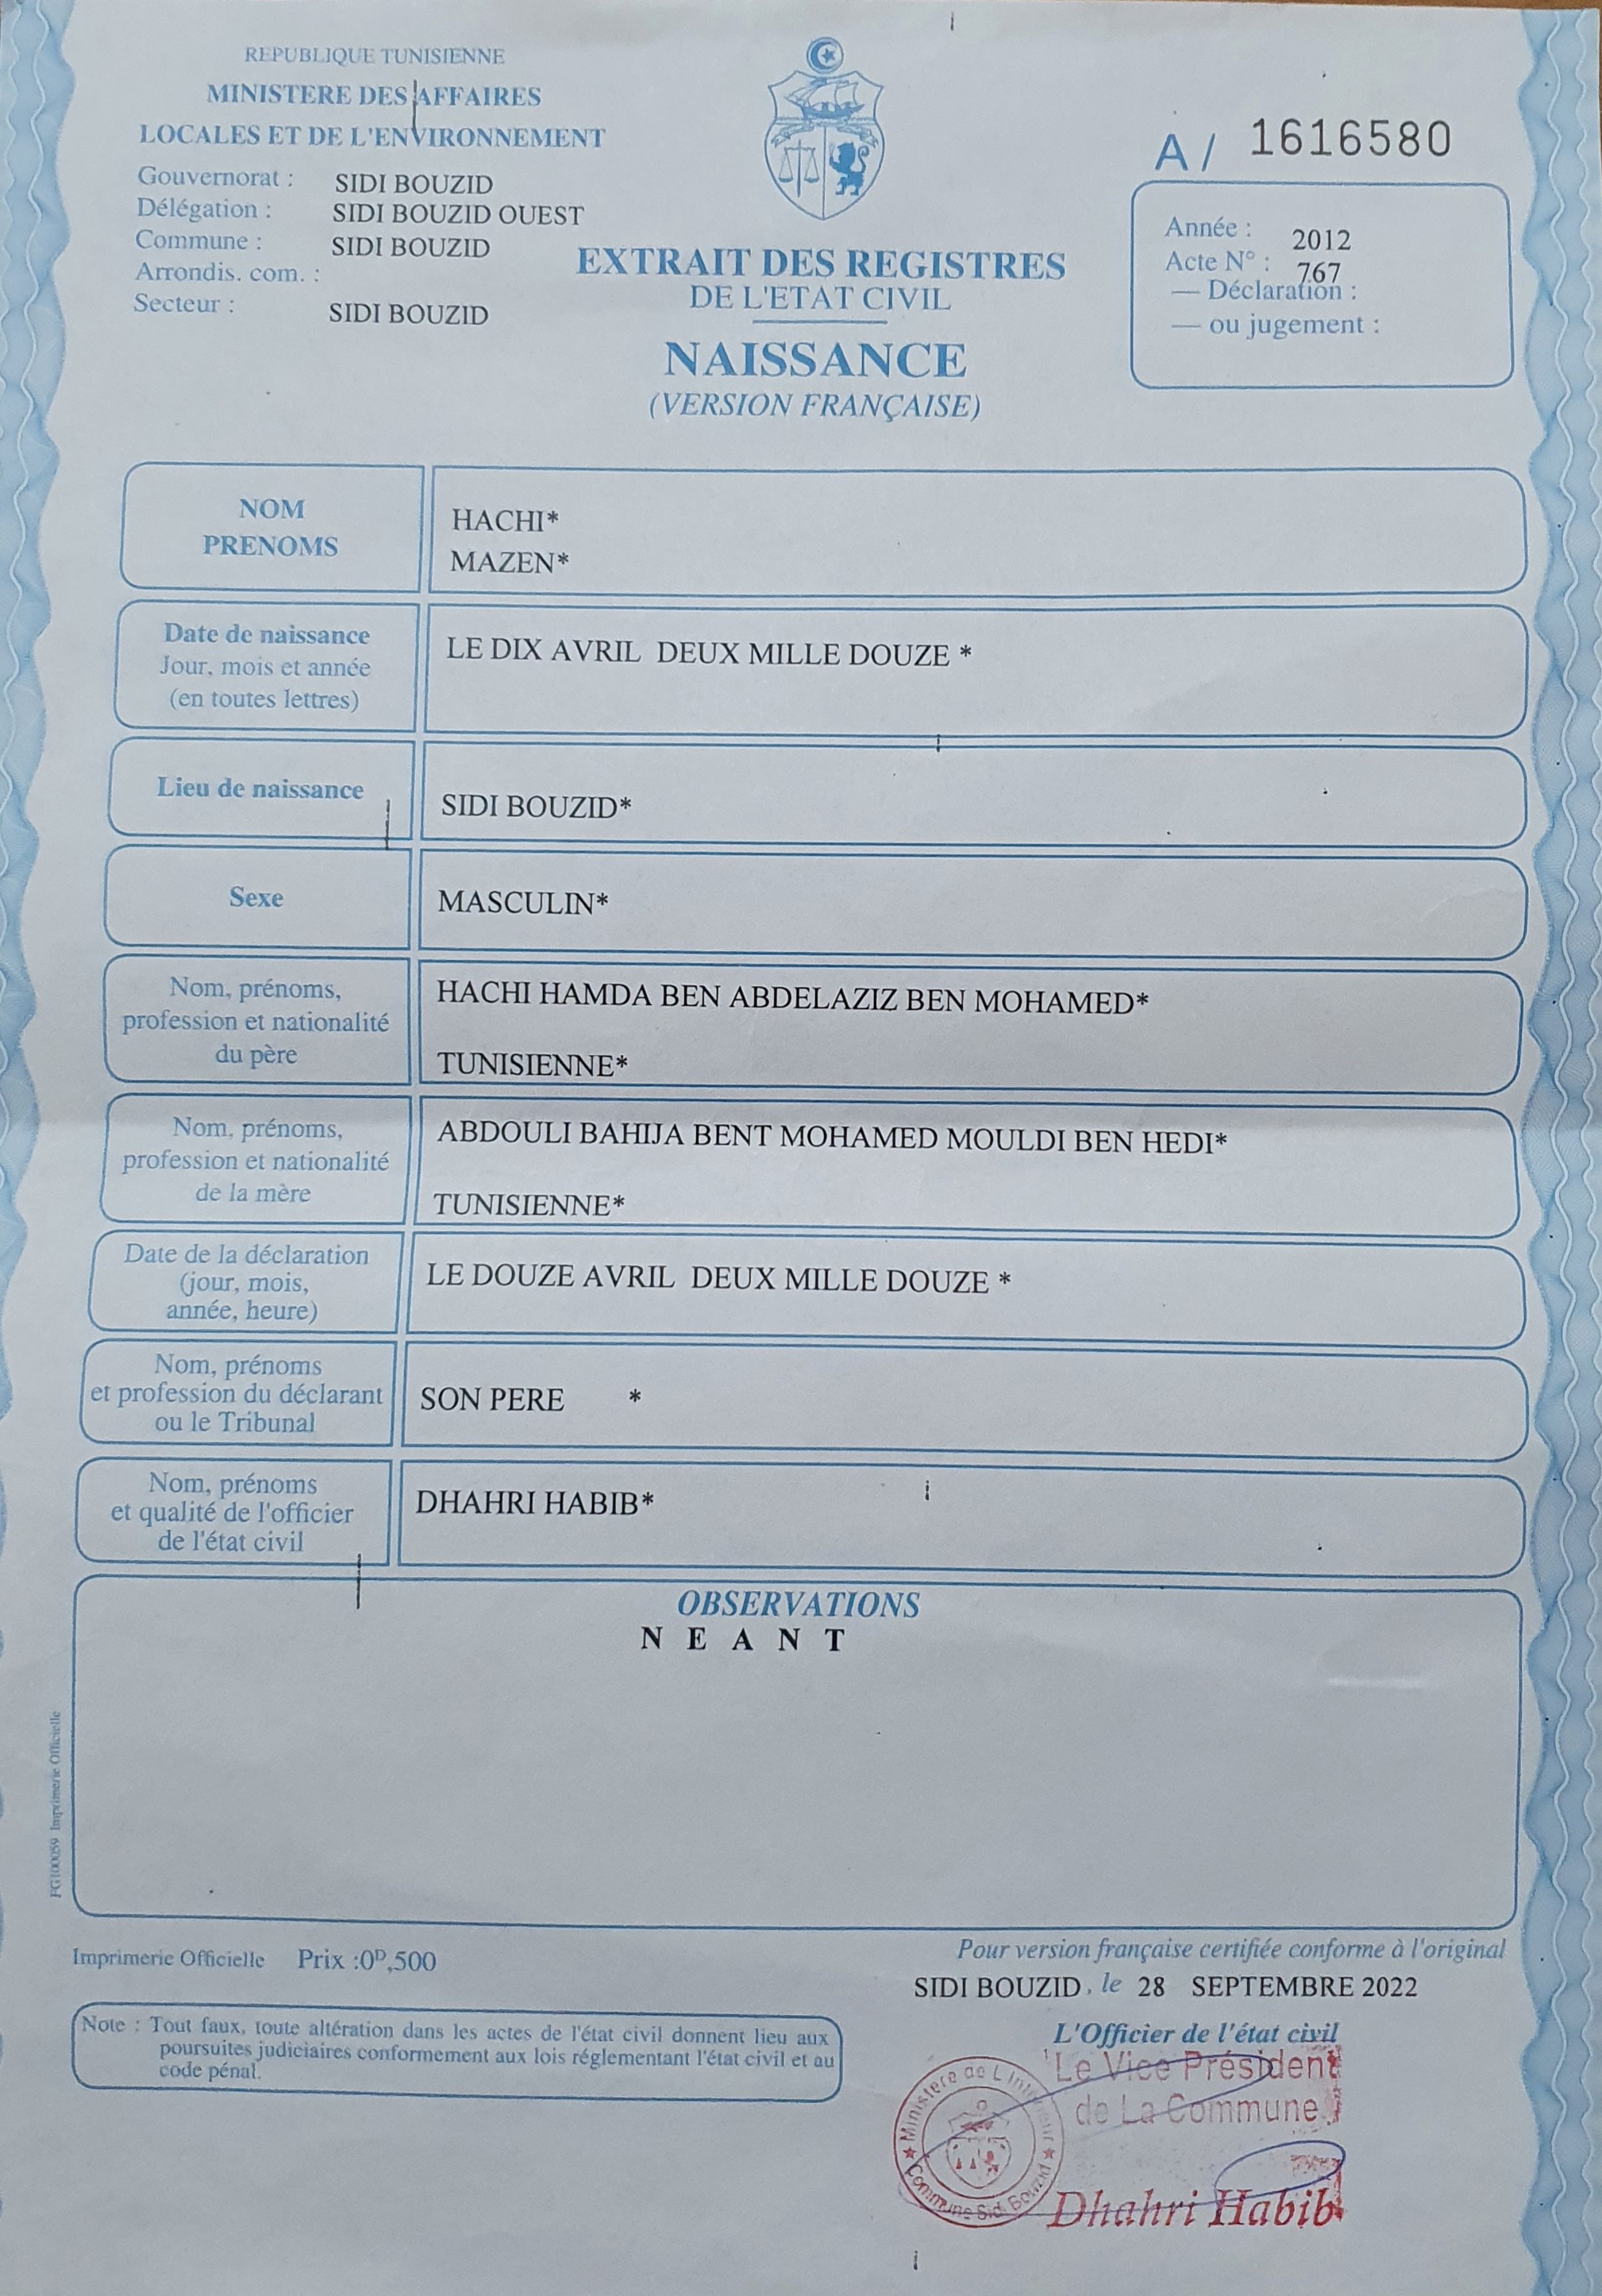 REPUBLIQUE TUNISIENNE
MINISTERE DES AFFAIRES
LOCALES ET DE L'ENVIRONNEMENT
Gouvernorat : SIDI BOUZID
Délégation : SIDI BOUZID OUEST
Commune : SIDI BOUZID
Arrondis. com. :
Secteur : SIDI BOUZID
EXTRAIT DES REGISTRES
DE L'ETAT CIVIL
NAISSANCE
(VERSION FRANÇAISE)
A / 1616580
Année : 2012
Acte N° : 767
— Déclaration :
— ou jugement :
NOM
PRENOMS
HACHI*
MAZEN*
Date de naissance
Jour, mois et année
(en toutes lettres)
LE DIX AVRIL DEUX MILLE DOUZE *
Lieu de naissance
SIDI BOUZID*
Sexe
MASCULIN*
Nom, prénoms,
profession et nationalité
du père
HACHI HAMDA BEN ABDELAZIZ BEN MOHAMED*
TUNISIENNE*
Nom, prénoms,
profession et nationalité
de la mère
ABDOULI BAHIJA BENT MOHAMED MOULDI BEN HEDI*
TUNISIENNE*
Date de la déclaration
(jour, mois,
année, heure)
LE DOUZE AVRIL DEUX MILLE DOUZE *
Nom, prénoms
et profession du déclarant
ou le Tribunal
SON PERE *
Nom, prénoms
et qualité de l'officier
de l'état civil
DHAHRI HABIB*
OBSERVATIONS
N E A N T
FG100059 Imprimerie Officielle
Imprimerie Officielle Prix :0D,500
Pour version française certifiée conforme à l'original
SIDI BOUZID, le 28 SEPTEMBRE 2022
Note : Tout faux, toute altération dans les actes de l'état civil donnent lieu aux
poursuites judiciaires conformement aux lois réglementant l'état civil et au
code pénal.
L'Officier de l'état civil
Le Vice Président
de La Commune
Ministère de L'Intérieur
Commune Sidi Bouzid
Dhahri Habib